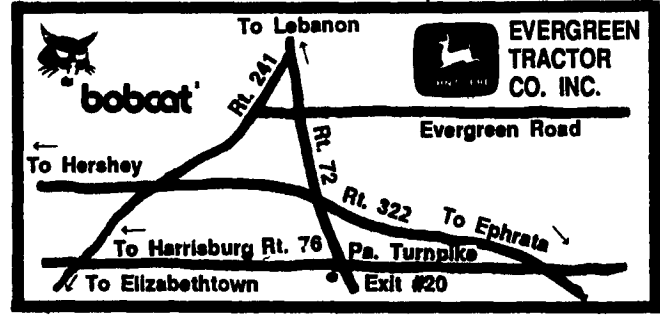 To Lebanon
EVERGREEN
TRACTOR
CO. INC.
bobcat
Rt. 241
Evergreen Road
Rt. 72
To Hershey
Rt. 322
To Ephrata
To Harrisburg Rt. 76
Pa. Turnpike
To Elizabethtown
Exit #20